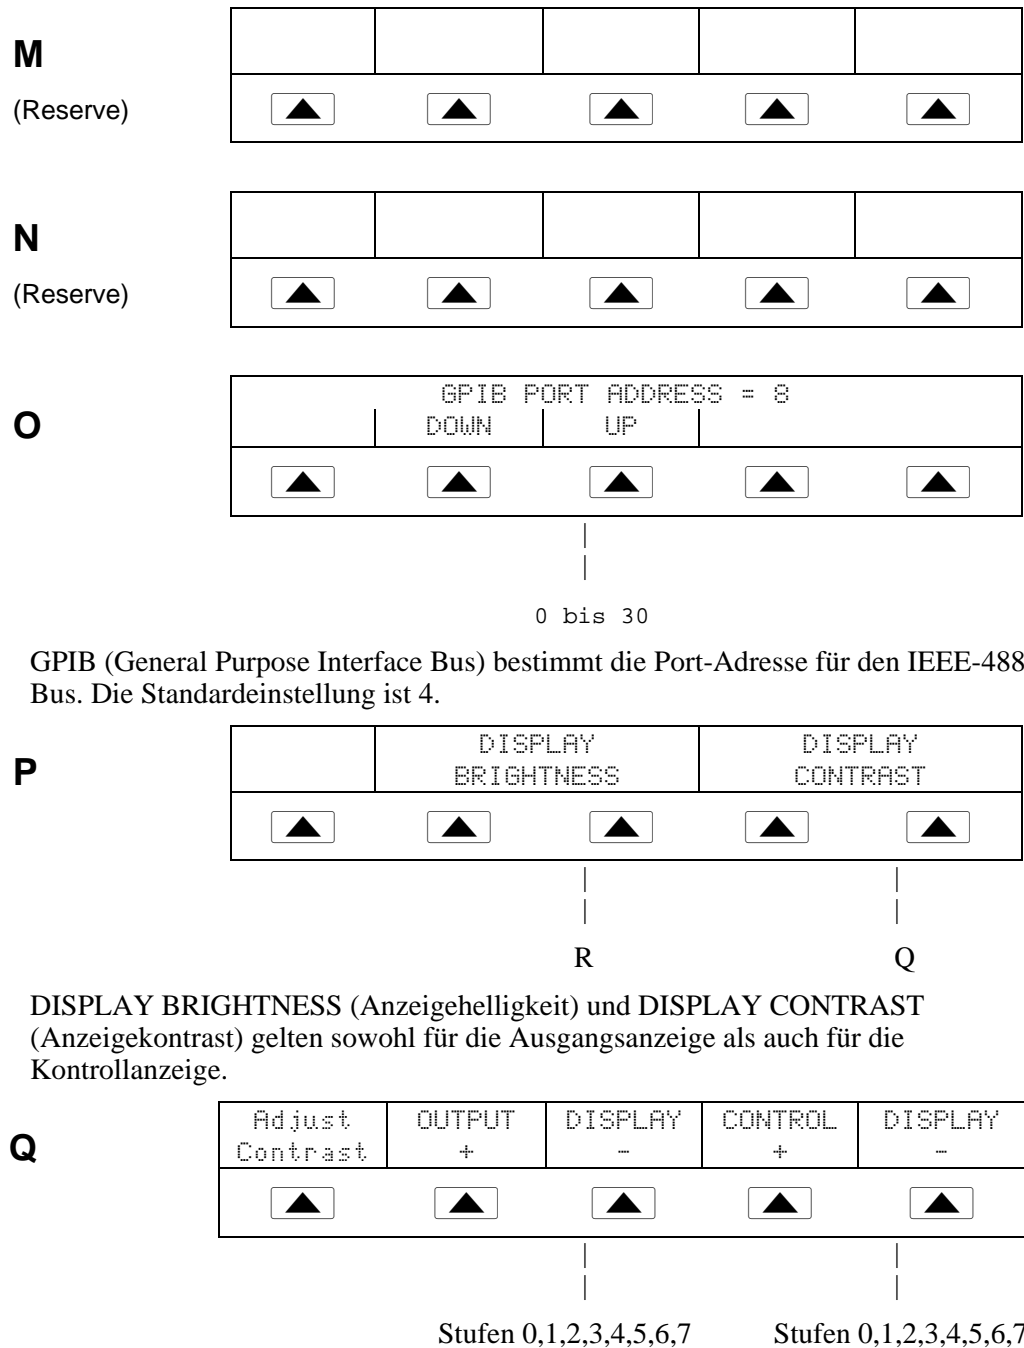 M
(Reserve)
N
(Reserve)
O
GPIB PORT ADDRESS = 8
DOWN UP
0 bis 30
GPIB (General Purpose Interface Bus) bestimmt die Port-Adresse für den IEEE-488
Bus. Die Standardeinstellung ist 4.
P
DISPLAY DISPLAY
BRIGHTNESS CONTRAST
R Q
DISPLAY BRIGHTNESS (Anzeigehelligkeit) und DISPLAY CONTRAST
(Anzeigekontrast) gelten sowohl für die Ausgangsanzeige als auch für die
Kontrollanzeige.
Q
Adjust OUTPUT DISPLAY CONTROL DISPLAY
Contrast + - + -
Stufen 0,1,2,3,4,5,6,7 Stufen 0,1,2,3,4,5,6,7